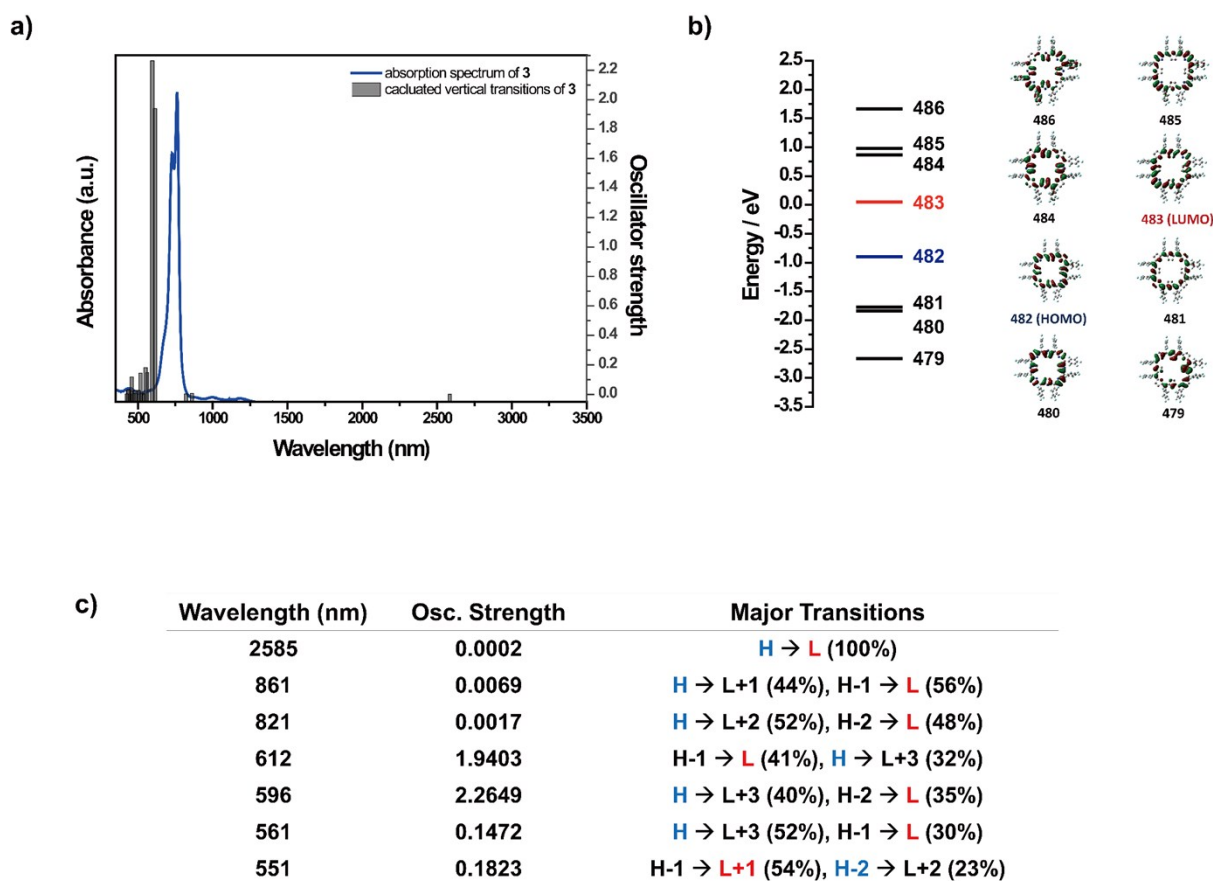 a)
absorption spectrum of 3
cacluated vertical transitions of 3
Absorbance (a.u.)
500
1000
1500
2000
2500
3000
3500
Wavelength (nm)
2.2
2.0
1.8
1.6
1.4
1.2
1.0
0.8
0.6
0.4
0.2
0.0
Oscillator strength
b)
Energy / eV
2.5
2.0
1.5
1.0
0.5
0.0
-0.5
-1.0
-1.5
-2.0
-2.5
-3.0
-3.5
486
485
484
483
482
481
480
479
486
485
484
483 (LUMO)
482 (HOMO)
481
480
479
c)
Wavelength (nm) Osc. Strength Major Transitions
2585 0.0002 H → L (100%)
861 0.0069 H → L+1 (44%), H-1 → L (56%)
821 0.0017 H → L+2 (52%), H-2 → L (48%)
612 1.9403 H-1 → L (41%), H → L+3 (32%)
596 2.2649 H → L+3 (40%), H-2 → L (35%)
561 0.1472 H → L+3 (52%), H-1 → L (30%)
551 0.1823 H-1 → L+1 (54%), H-2 → L+2 (23%)